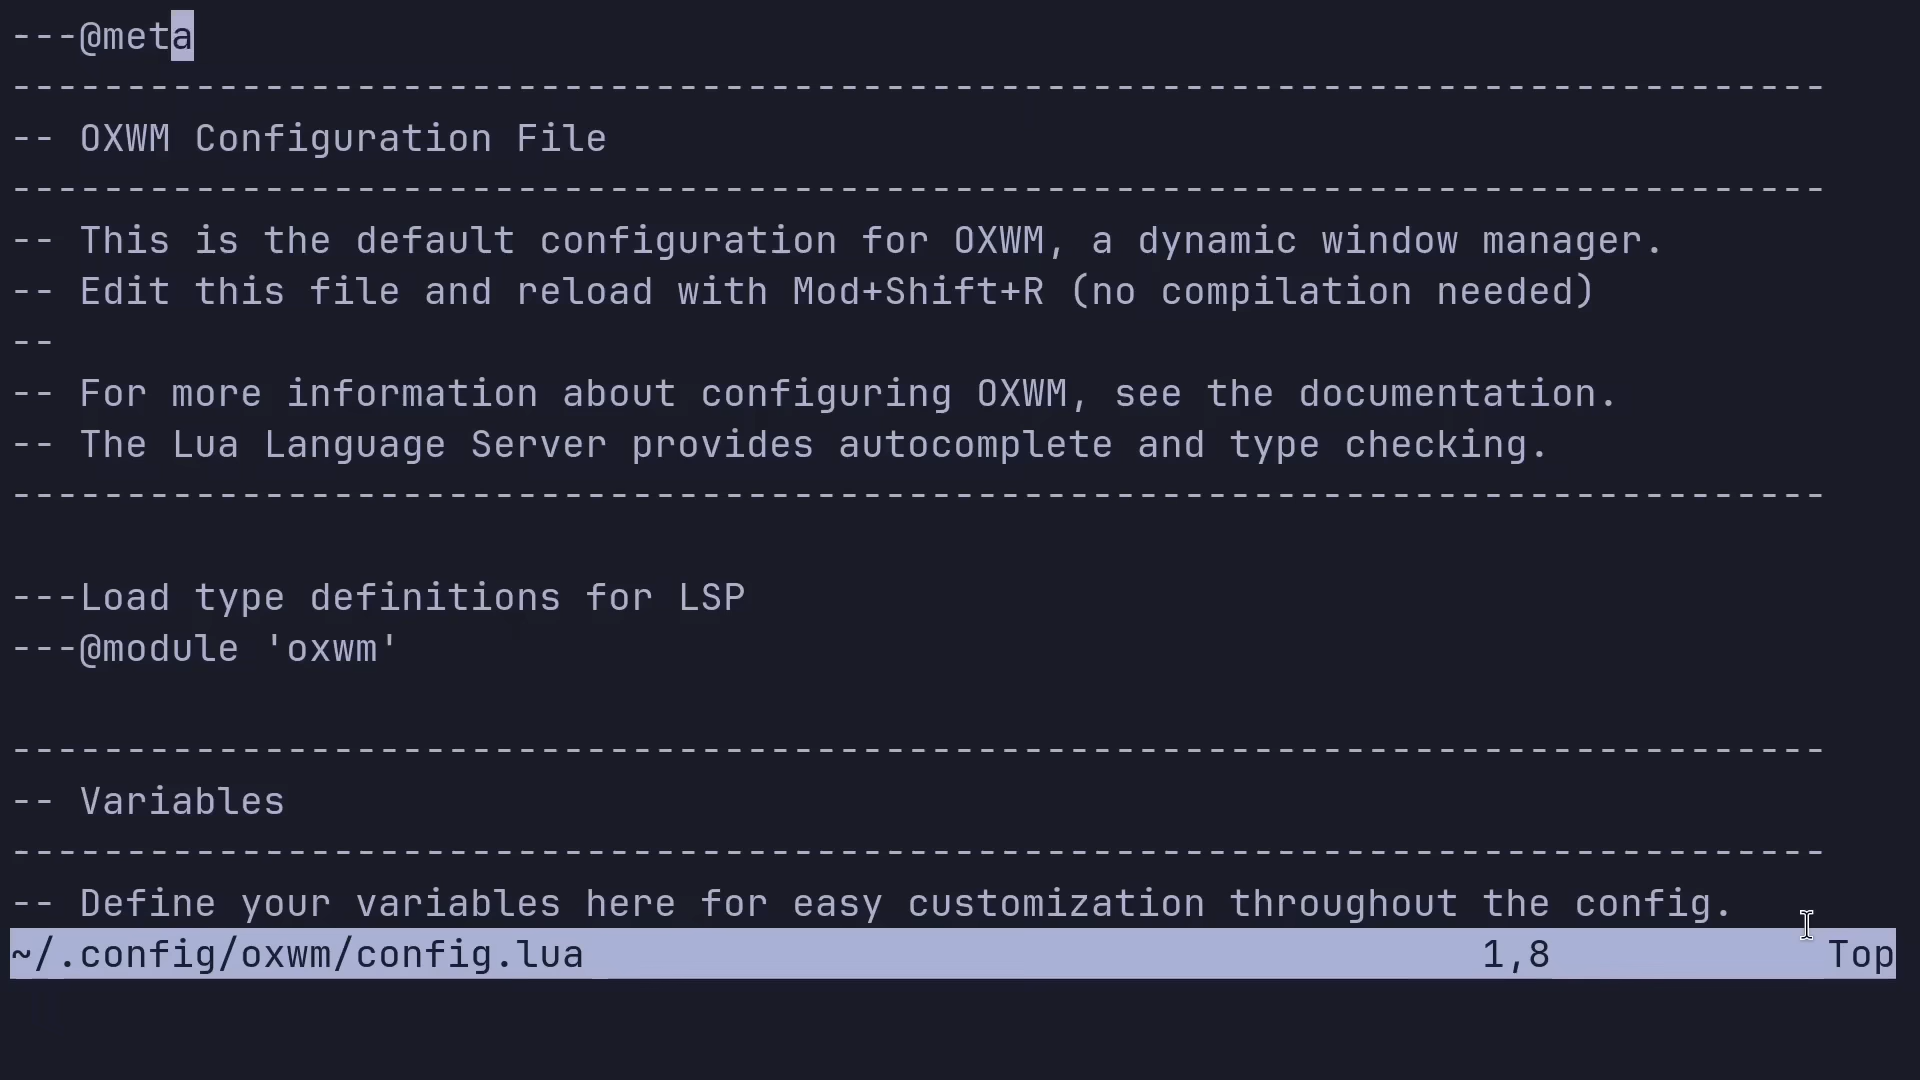 ---@meta
-------------------------------------------------------------------------------
-- OXWM Configuration File
-------------------------------------------------------------------------------
-- This is the default configuration for OXWM, a dynamic window manager.
-- Edit this file and reload with Mod+Shift+R (no compilation needed)
--
-- For more information about configuring OXWM, see the documentation.
-- The Lua Language Server provides autocomplete and type checking.
-------------------------------------------------------------------------------
---Load type definitions for LSP
---@module 'oxwm'
-------------------------------------------------------------------------------
-- Variables
-------------------------------------------------------------------------------
-- Define your variables here for easy customization throughout the config.
~/.config/oxwm/config.lua 1,8 Top